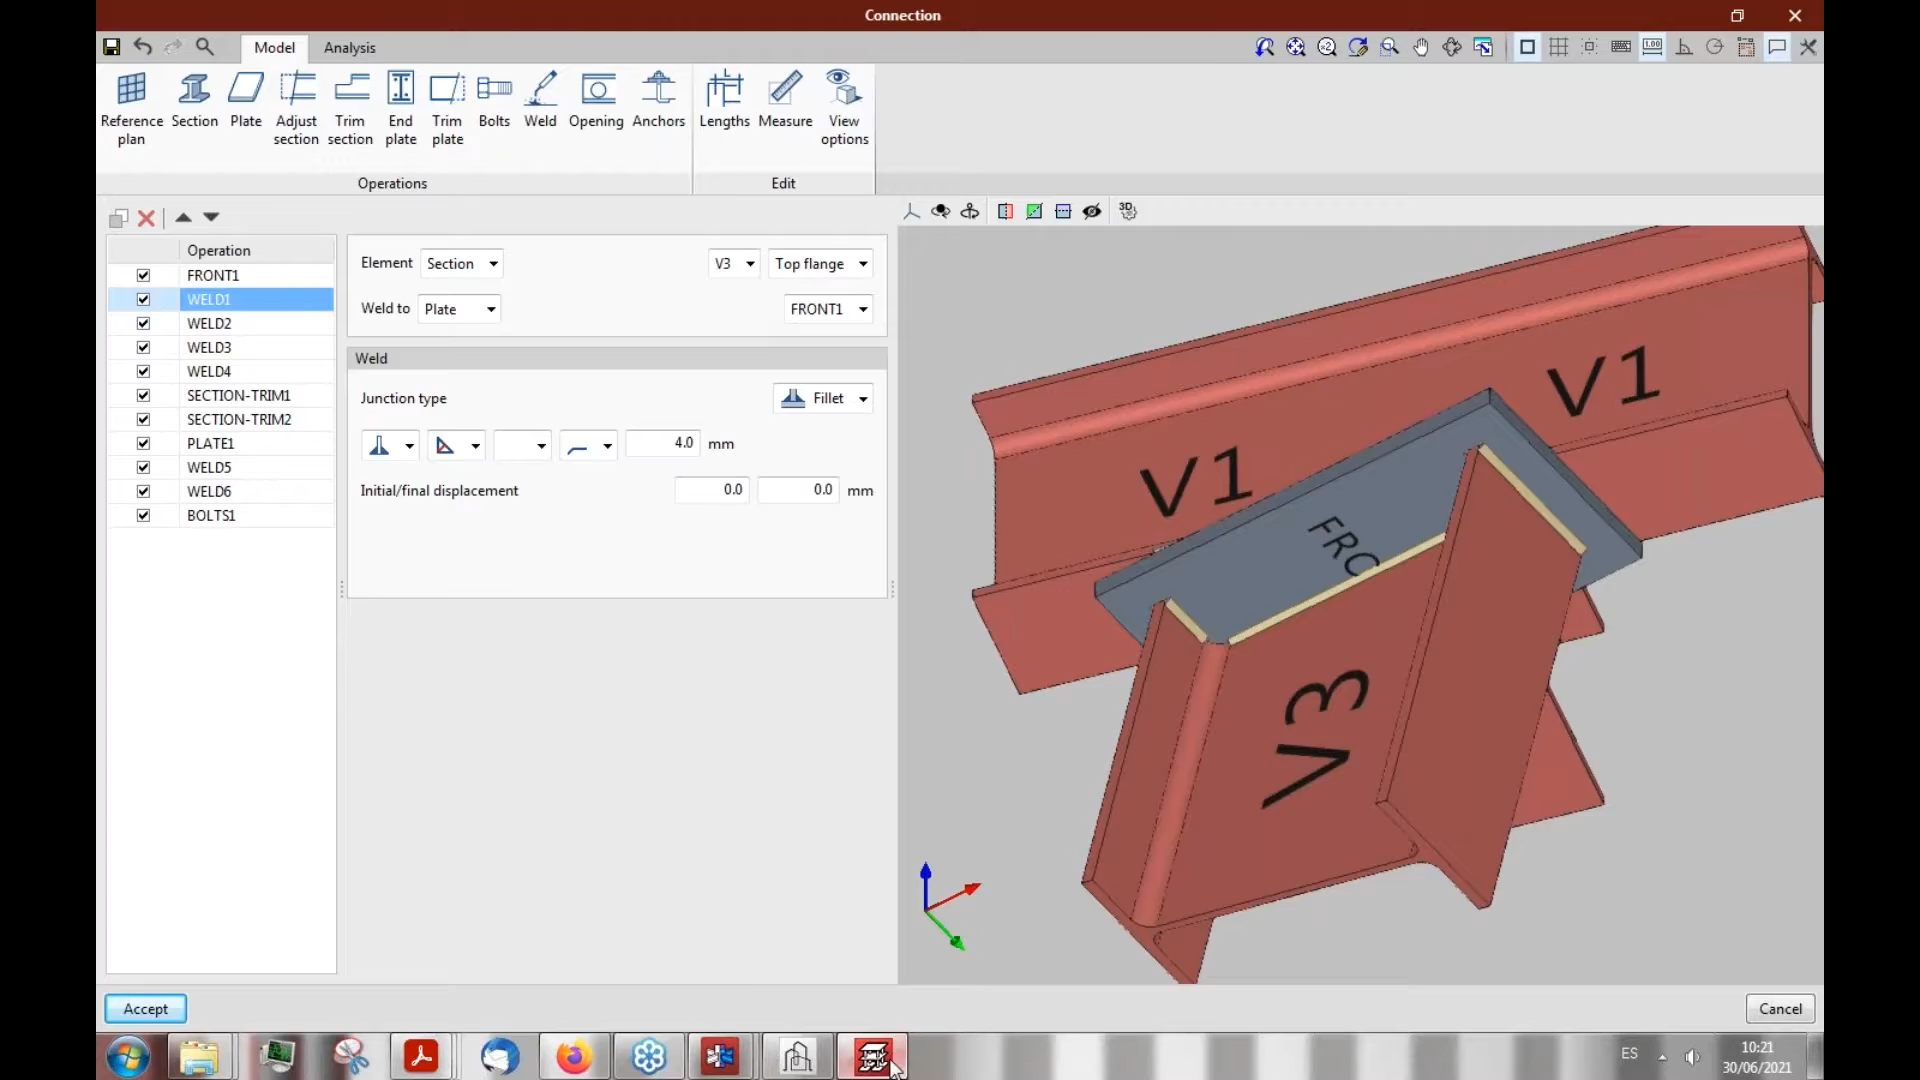 Connection
Model
Analysis
Reference plan
Section
Plate
Adjust section
Trim section
End plate
Trim plate
Bolts
Weld
Opening
Anchors
Lengths
Measure
View options
Operations
Edit
Operation
FRONT1
WELD1
WELD2
WELD3
WELD4
SECTION-TRIM1
SECTION-TRIM2
PLATE1
WELD5
WELD6
BOLTS1
Element Section V3 Top flange
Weld to Plate FRONT1
Weld
Junction type Fillet
4.0 mm
Initial/final displacement 0.0 0.0 mm
3D
V1
V1
FRO
V3
Accept
Cancel
ES
10:21
30/06/2021